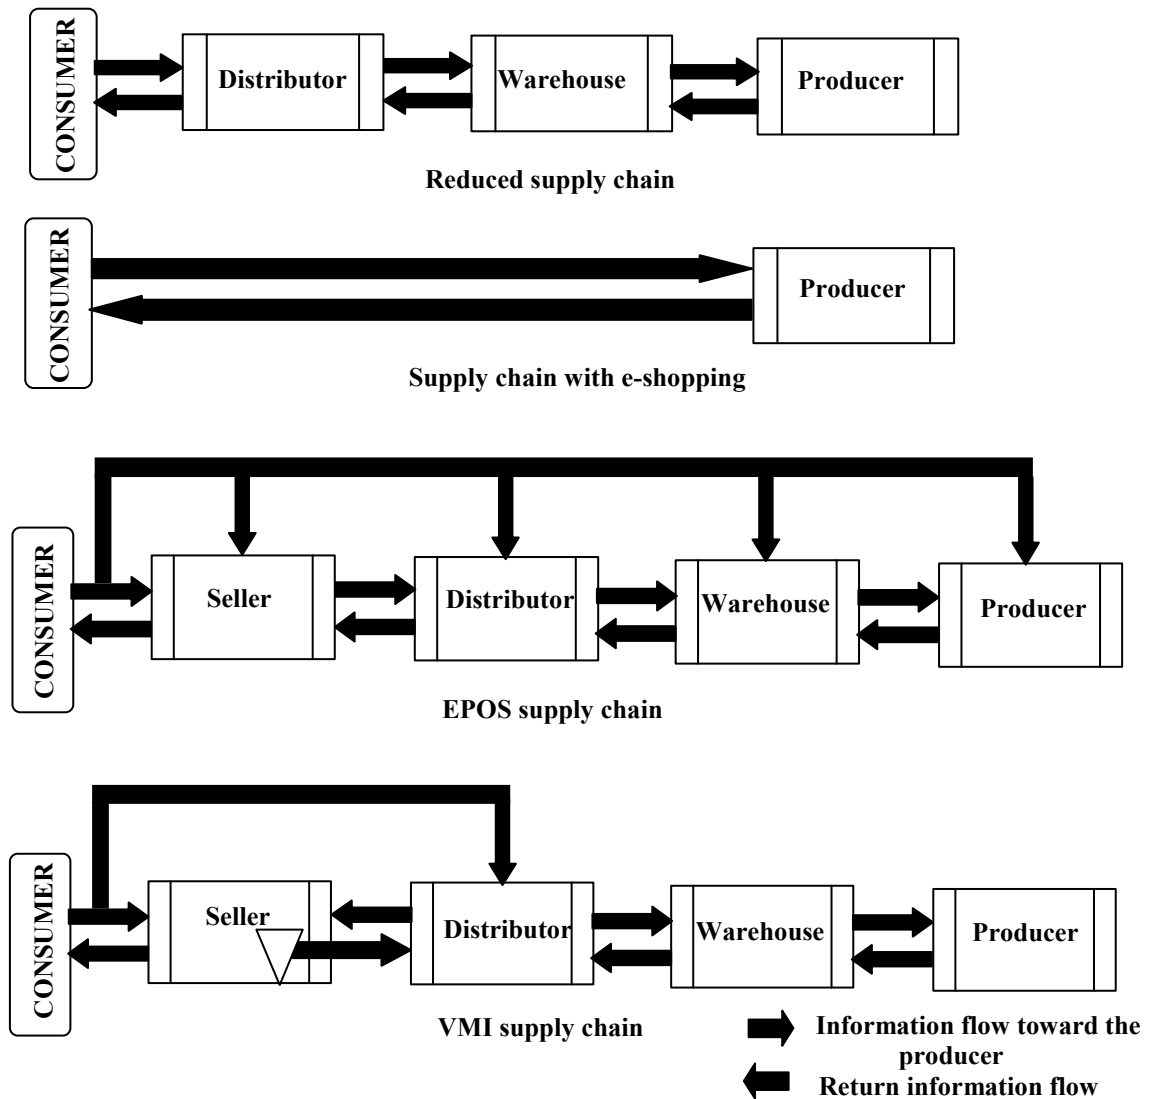 CONSUMER
Distributor
Warehouse
Producer
Reduced supply chain
CONSUMER
Producer
Supply chain with e-shopping
CONSUMER
Seller
Distributor
Warehouse
Producer
EPOS supply chain
CONSUMER
Seller
Distributor
Warehouse
Producer
VMI supply chain
Information flow toward the
producer
Return information flow